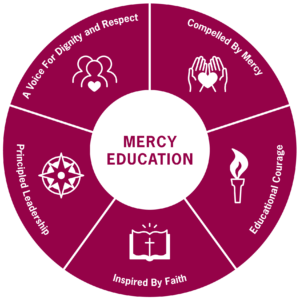 MERCY
EDUCATION
A Voice For Dignity and Respect
Compelled By Mercy
Educational Courage
Inspired By Faith
Principled Leadership